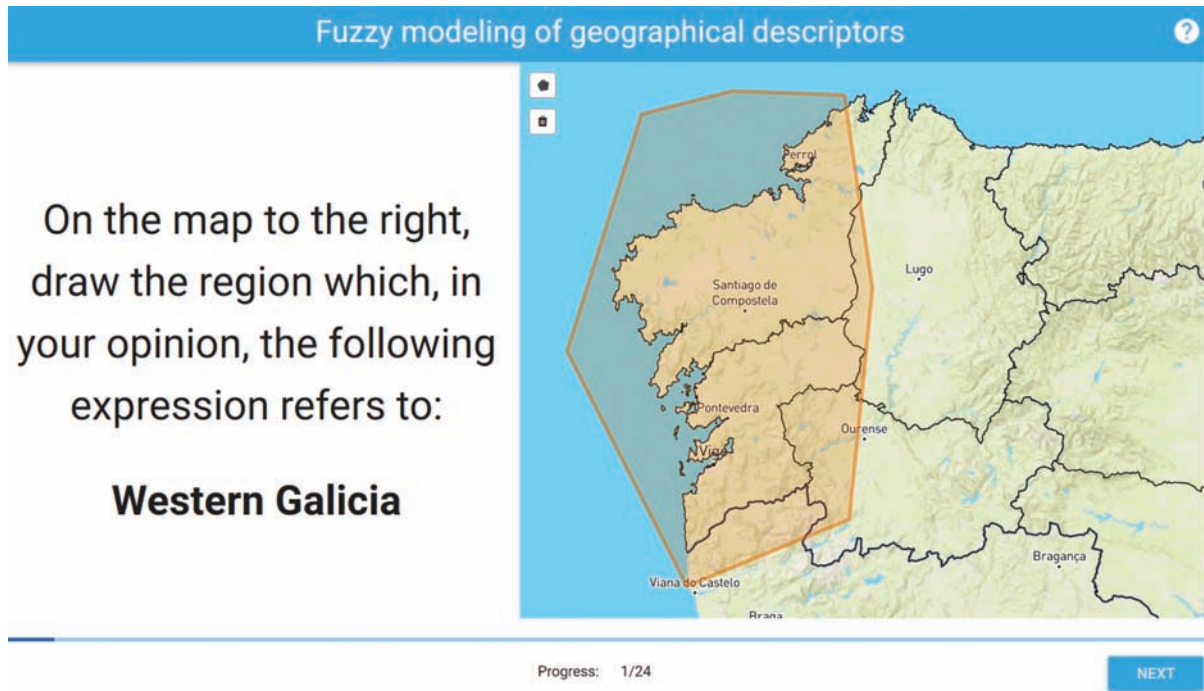 Fuzzy modeling of geographical descriptors
?
On the map to the right,
draw the region which, in
your opinion, the following
expression refers to:
Western Galicia
Ferrol
Lugo
Santiago de
Compostela
Pontevedra
Ourense
Vigo
Bragança
Viana do Castelo
Braga
Progress: 1/24
NEXT